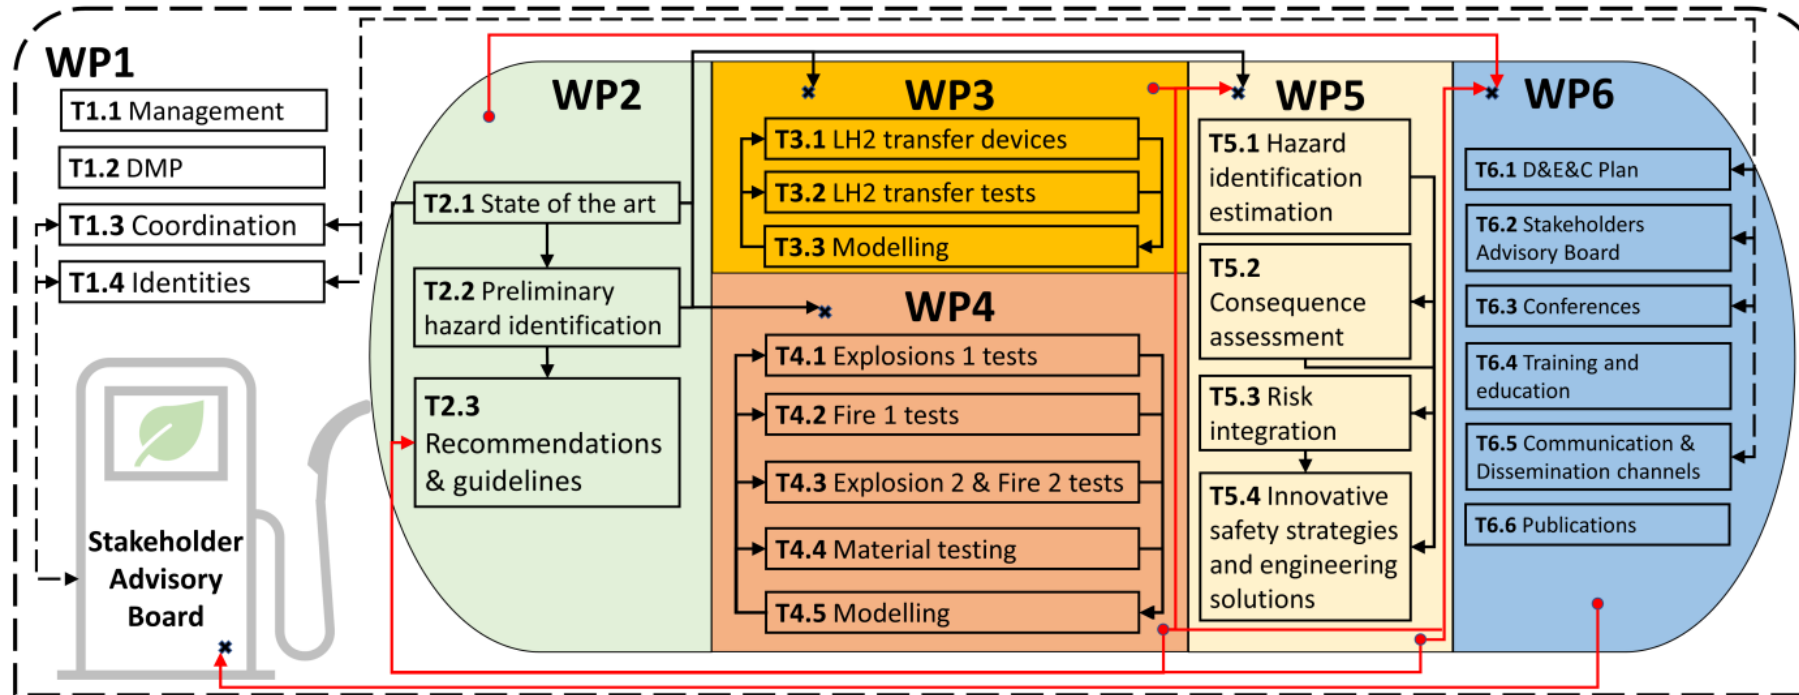 WP1
T1.1 Management
T1.2 DMP
T1.3 Coordination
T1.4 Identities
Stakeholder
Advisory
Board
WP2
T2.1 State of the art
T2.2 Preliminary
hazard identification
T2.3
Recommendations
& guidelines
WP3
T3.1 LH2 transfer devices
T3.2 LH2 transfer tests
T3.3 Modelling
WP4
T4.1 Explosions 1 tests
T4.2 Fire 1 tests
T4.3 Explosion 2 & Fire 2 tests
T4.4 Material testing
T4.5 Modelling
WP5
T5.1 Hazard
identification
estimation
T5.2
Consequence
assessment
T5.3 Risk
integration
T5.4 Innovative
safety strategies
and engineering
solutions
WP6
T6.1 D&E&C Plan
T6.2 Stakeholders
Advisory Board
T6.3 Conferences
T6.4 Training and
education
T6.5 Communication &
Dissemination channels
T6.6 Publications